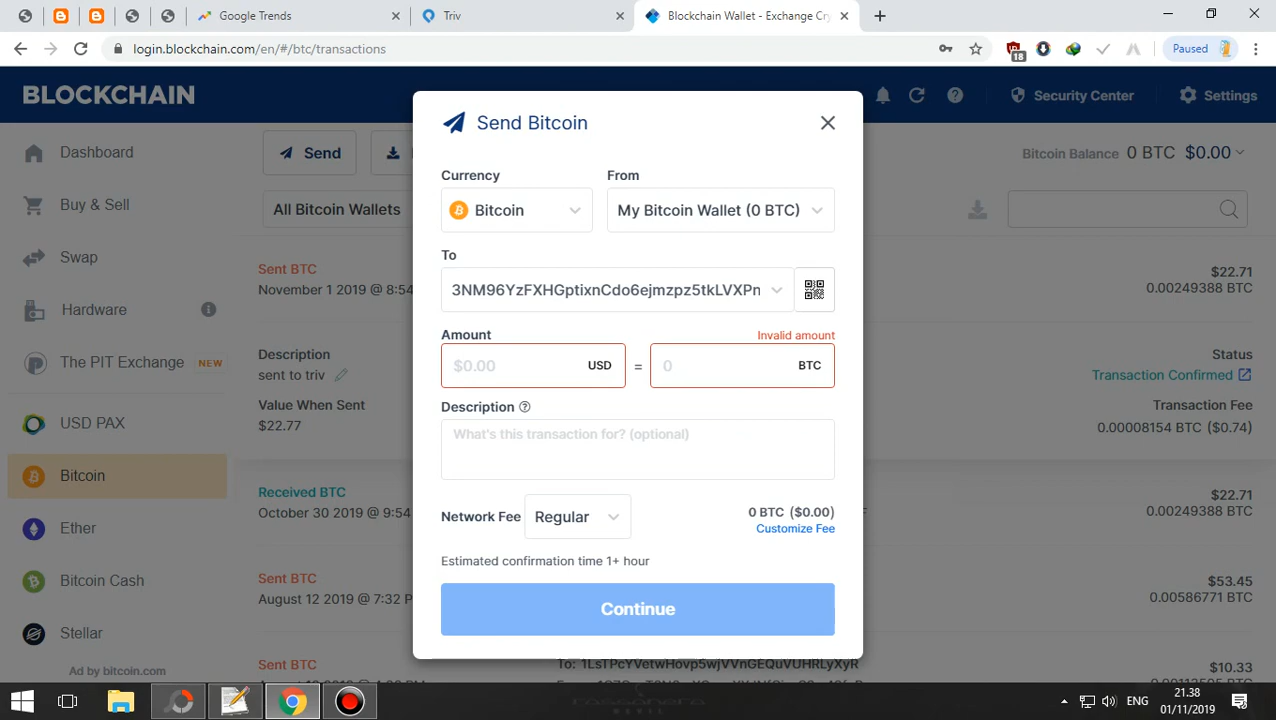 Google Trends
Triv
Blockchain Wallet - Exchange Cry
login.blockchain.com/en/#/btc/transactions
18
Paused
BLOCKCHAIN
Security Center
Settings
Dashboard
Buy & Sell
Swap
Hardware
The PIT Exchange NEW
USD PAX
Bitcoin
Ether
Bitcoin Cash
Stellar
Ad by bitcoin.com
Send
Bitcoin Balance 0 BTC $0.00
All Bitcoin Wallets
Sent BTC
November 1 2019 @ 8:54
$22.71
0.00249388 BTC
Description
sent to triv
Value When Sent
$22.77
Status
Transaction Confirmed
Transaction Fee
0.00008154 BTC ($0.74)
Received BTC
October 30 2019 @ 9:54
$22.71
0.00249388 BTC
Sent BTC
August 12 2019 @ 7:32 P
$53.45
0.00586771 BTC
Sent BTC
To: 1LsTPcYVetwHovp5wjVVnGEQuVUHRLyXyR
$10.33
Send Bitcoin
Currency
From
Bitcoin
My Bitcoin Wallet (0 BTC)
To
3NM96YzFXHGptixnCdo6ejmzpz5tkLVXPn
Amount
Invalid amount
$0.00 USD = 0 BTC
Description
What's this transaction for? (optional)
Network Fee Regular
0 BTC ($0.00)
Customize Fee
Estimated confirmation time 1+ hour
Continue
ENG
21.38
01/11/2019